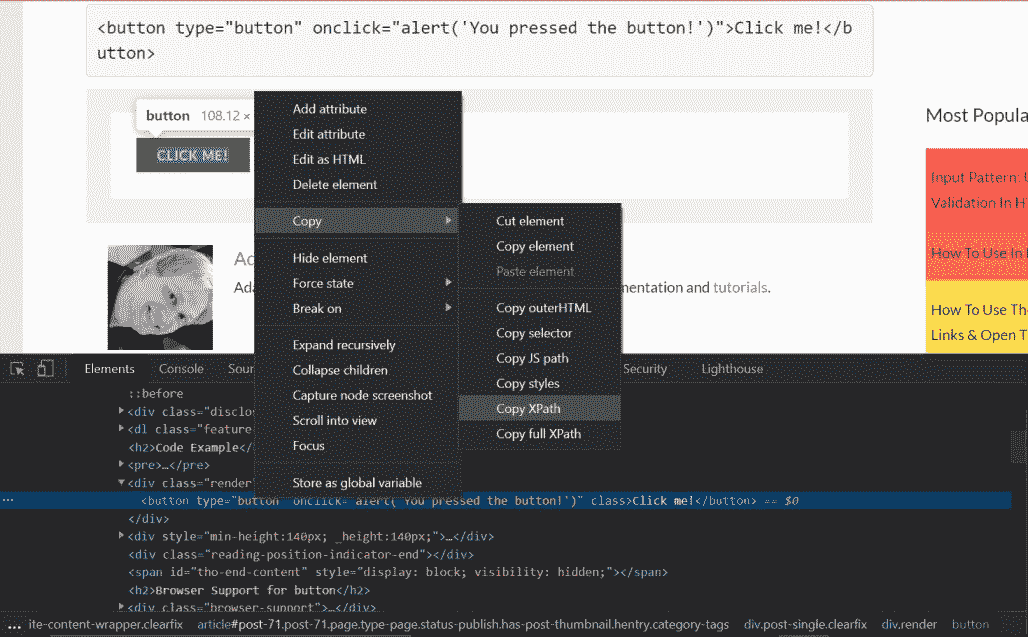 <button type="button" onclick="alert('You pressed the button!')">Click me!</b
utton>
button 108.12 ×
CLICK ME!
Most Popula
Input Pattern:
Validation In H
How To Use In
How To Use Th
Links & Open T
Ad
Ada
mentation and tutorials.
Add attribute
Edit attribute
Edit as HTML
Delete element
Copy
Hide element
Force state
Break on
Expand recursively
Collapse children
Capture node screenshot
Scroll into view
Focus
Store as global variable
Cut element
Copy element
Paste element
Copy outerHTML
Copy selector
Copy JS path
Copy styles
Copy XPath
Copy full XPath
Elements Console Sour Security Lighthouse
::before
<div class="disclo
<dl class="feature
<h2>Code Example</
<pre>…</pre>
<div class="render
<button type="button" onclick="alert('You pressed the button!')" class>Click me!</button> == $0
</div>
<div style="min-height:140px; _height:140px;">…</div>
<div class="reading-position-indicator-end"></div>
<span id="tho-end-content" style="display: block; visibility: hidden;"></span>
<h2>Browser Support for button</h2>
<div class="browser-support">…</div>
… ite-content-wrapper.clearfix article#post-71.post-71.page.type-page.status-publish.has-post-thumbnail.hentry.category-tags div.post-single.clearfix div.render button